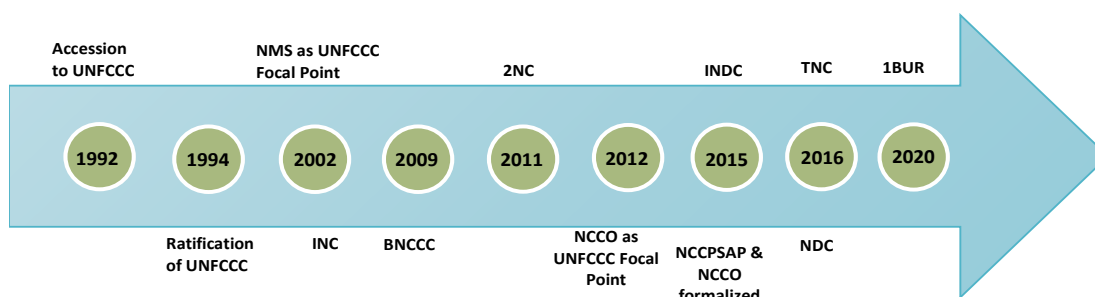 Accession
to UNFCCC
NMS as UNFCCC
Focal Point
2NC
INDC
TNC
1BUR
1992
1994
2002
2009
2011
2012
2015
2016
2020
Ratification
of UNFCCC
INC
BNCCC
NCCO as
UNFCCC Focal
Point
NCCPSAP &
NCCO
formalized
NDC